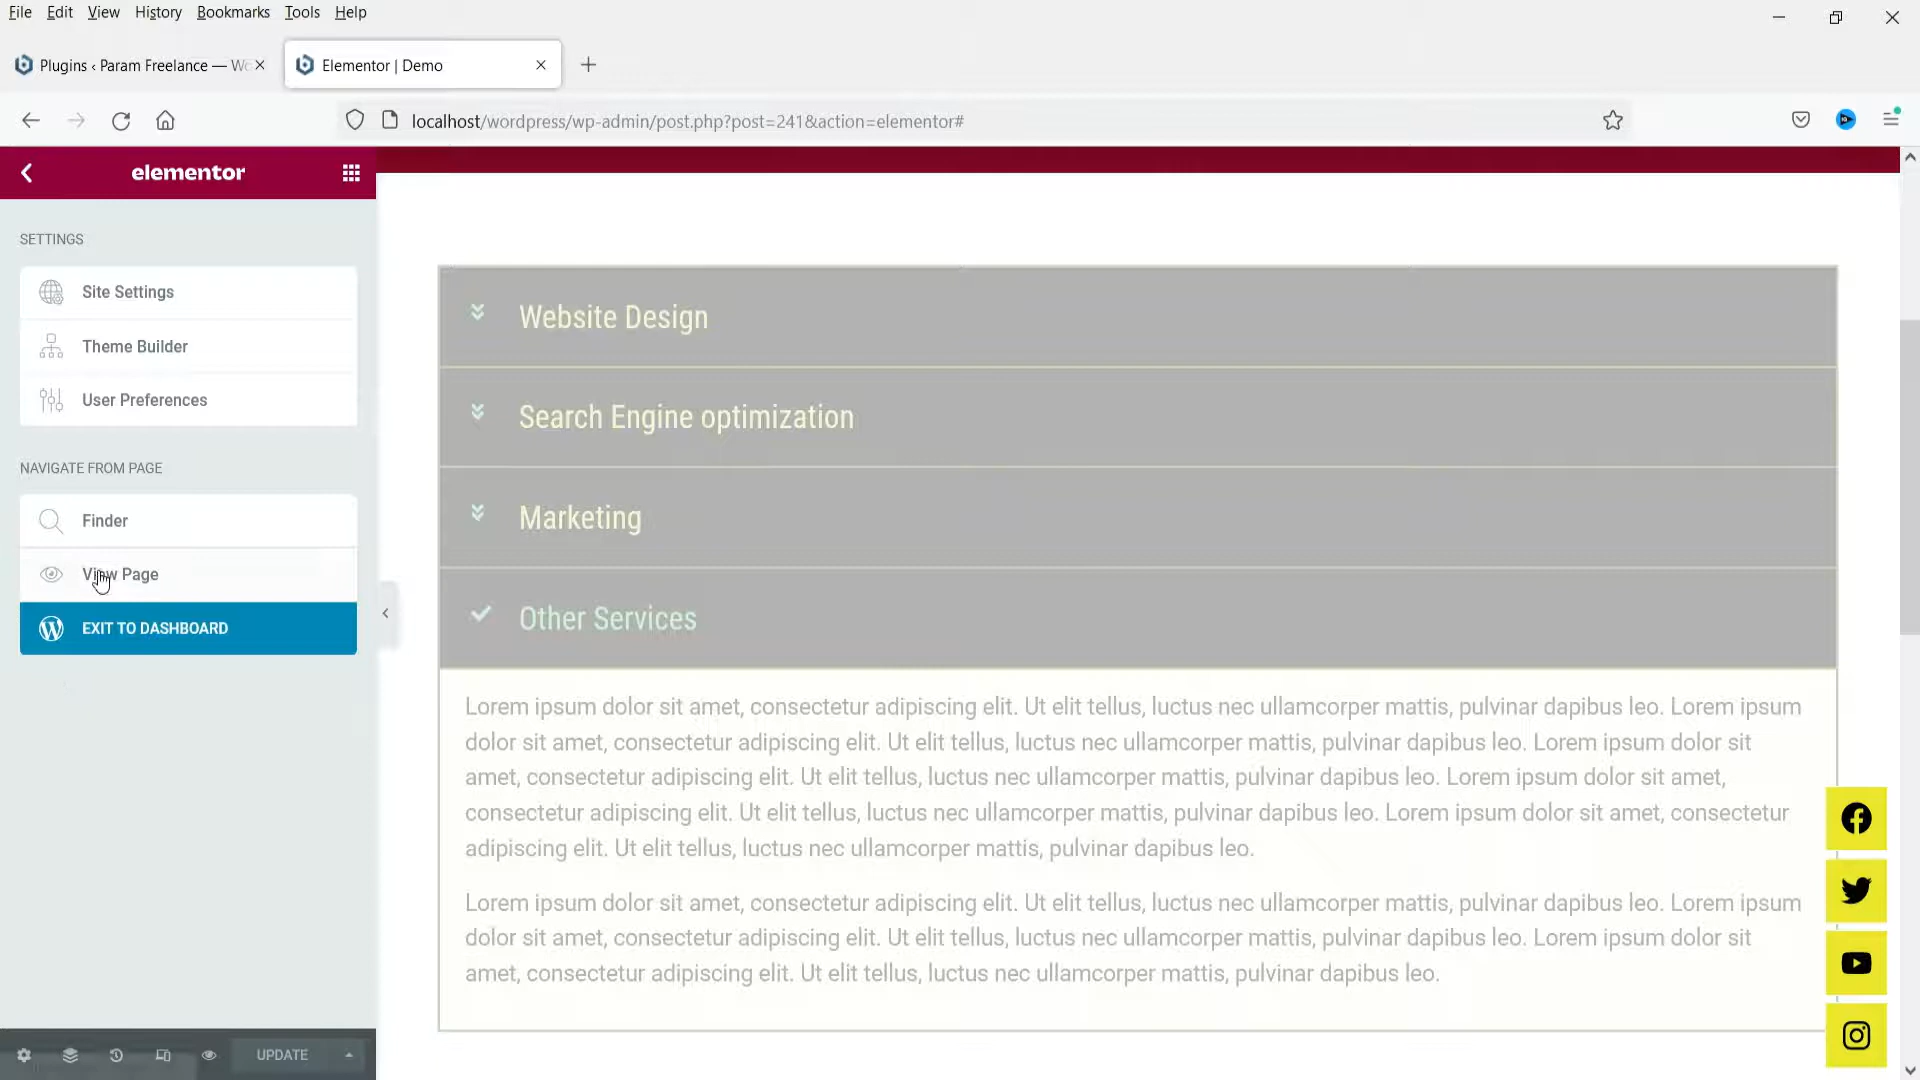 File Edit View History Bookmarks Tools Help
Plugins ‹ Param Freelance — Wo
Elementor | Demo
localhost/wordpress/wp-admin/post.php?post=241&action=elementor#
elementor
SETTINGS
Site Settings
Theme Builder
User Preferences
NAVIGATE FROM PAGE
Finder
View Page
EXIT TO DASHBOARD
UPDATE
Website Design
Search Engine optimization
Marketing
Other Services
Lorem ipsum dolor sit amet, consectetur adipiscing elit. Ut elit tellus, luctus nec ullamcorper mattis, pulvinar dapibus leo. Lorem ipsum
dolor sit amet, consectetur adipiscing elit. Ut elit tellus, luctus nec ullamcorper mattis, pulvinar dapibus leo. Lorem ipsum dolor sit
amet, consectetur adipiscing elit. Ut elit tellus, luctus nec ullamcorper mattis, pulvinar dapibus leo. Lorem ipsum dolor sit amet,
consectetur adipiscing elit. Ut elit tellus, luctus nec ullamcorper mattis, pulvinar dapibus leo. Lorem ipsum dolor sit amet, consectetur
adipiscing elit. Ut elit tellus, luctus nec ullamcorper mattis, pulvinar dapibus leo.
Lorem ipsum dolor sit amet, consectetur adipiscing elit. Ut elit tellus, luctus nec ullamcorper mattis, pulvinar dapibus leo. Lorem ipsum
dolor sit amet, consectetur adipiscing elit. Ut elit tellus, luctus nec ullamcorper mattis, pulvinar dapibus leo. Lorem ipsum dolor sit
amet, consectetur adipiscing elit. Ut elit tellus, luctus nec ullamcorper mattis, pulvinar dapibus leo.